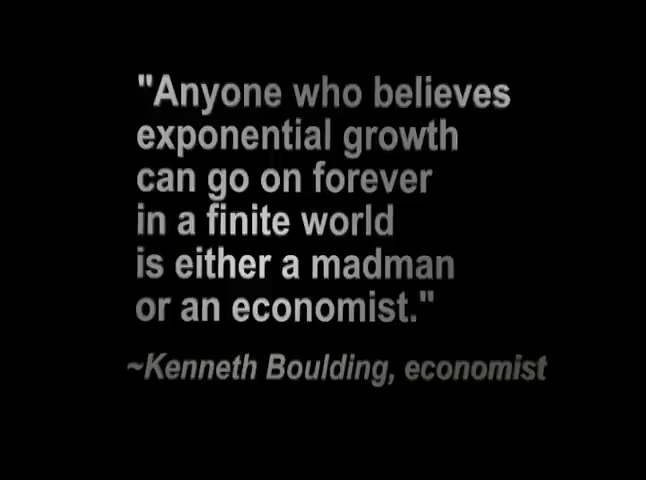 "Anyone who believes
exponential growth
can go on forever
in a finite world
is either a madman
or an economist."
~Kenneth Boulding, economist